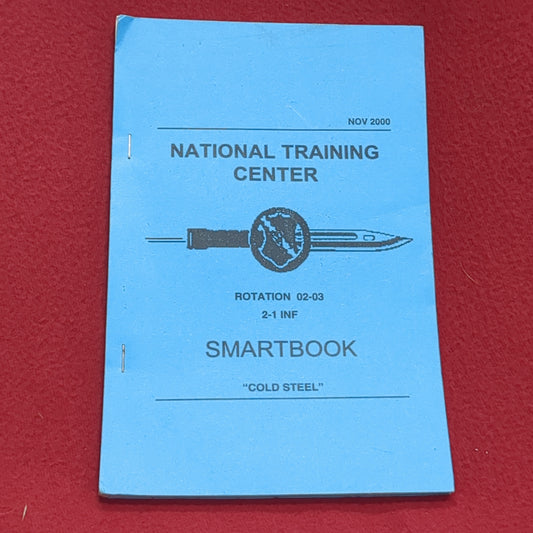 NOV 2000
NATIONAL TRAINING
CENTER
ROTATION 02-03
2-1 INF
SMARTBOOK
"COLD STEEL"